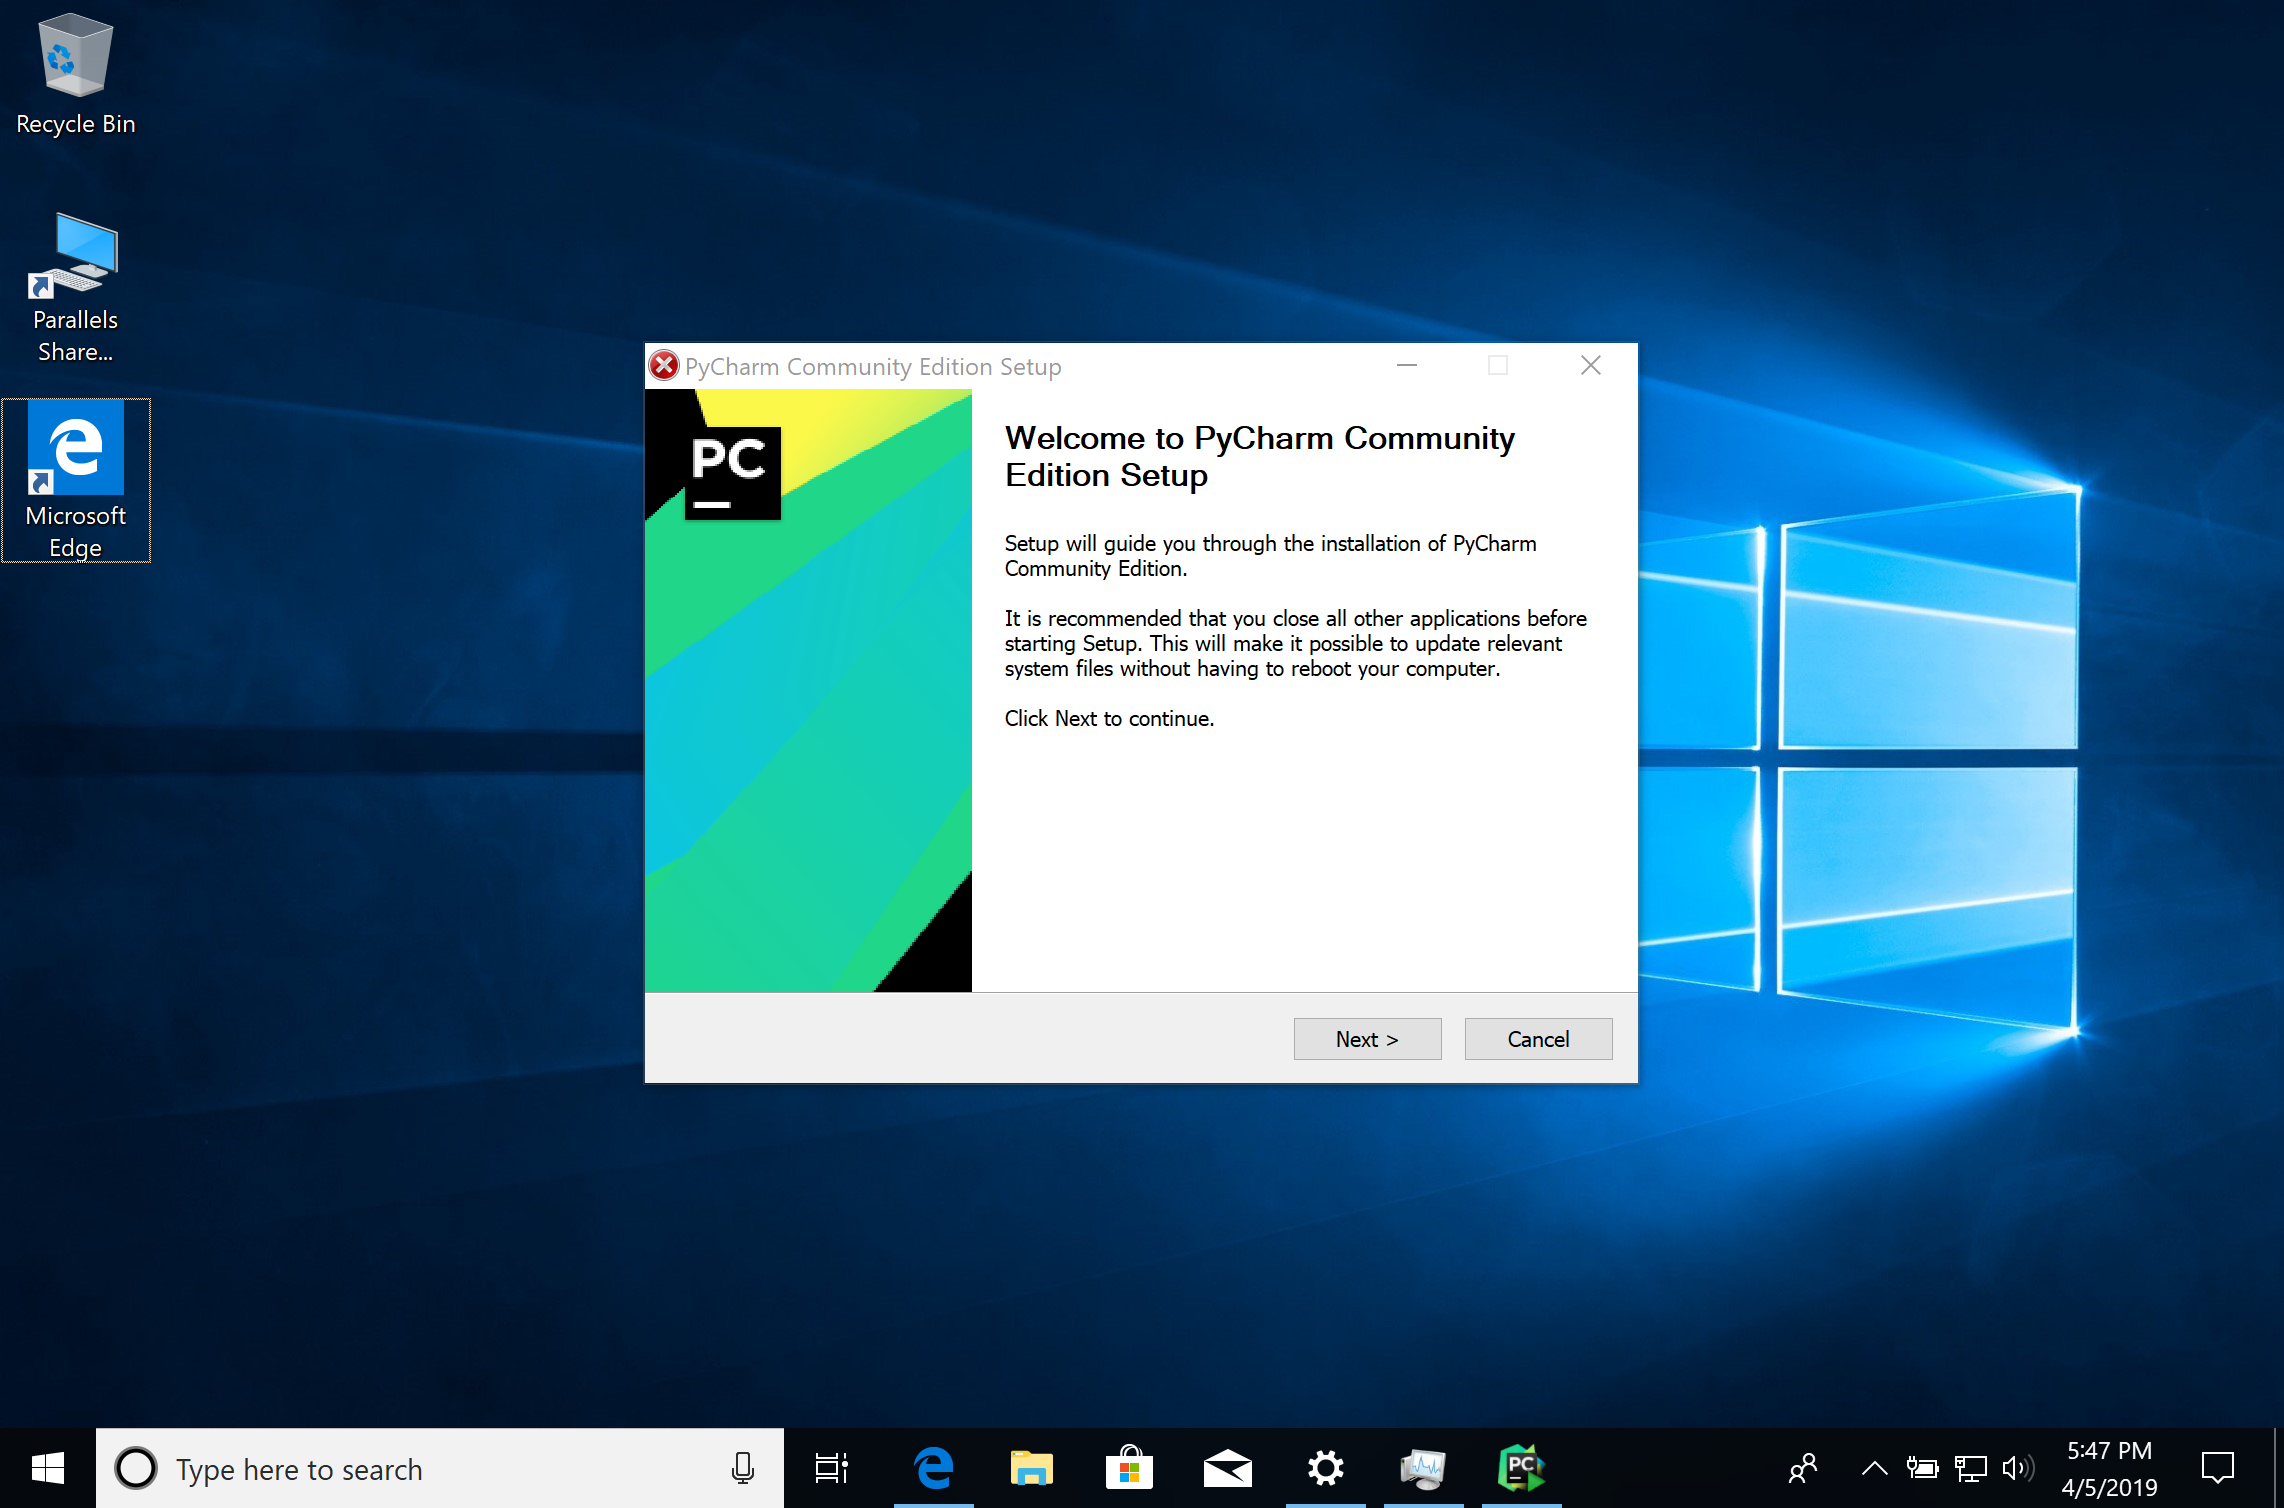 Recycle Bin
Parallels
Share...
Microsoft
Edge
PyCharm Community Edition Setup
PC
Welcome to PyCharm Community
Edition Setup
Setup will guide you through the installation of PyCharm
Community Edition.
It is recommended that you close all other applications before
starting Setup. This will make it possible to update relevant
system files without having to reboot your computer.
Click Next to continue.
Next >
Cancel
Type here to search
PC
5:47 PM
4/5/2019